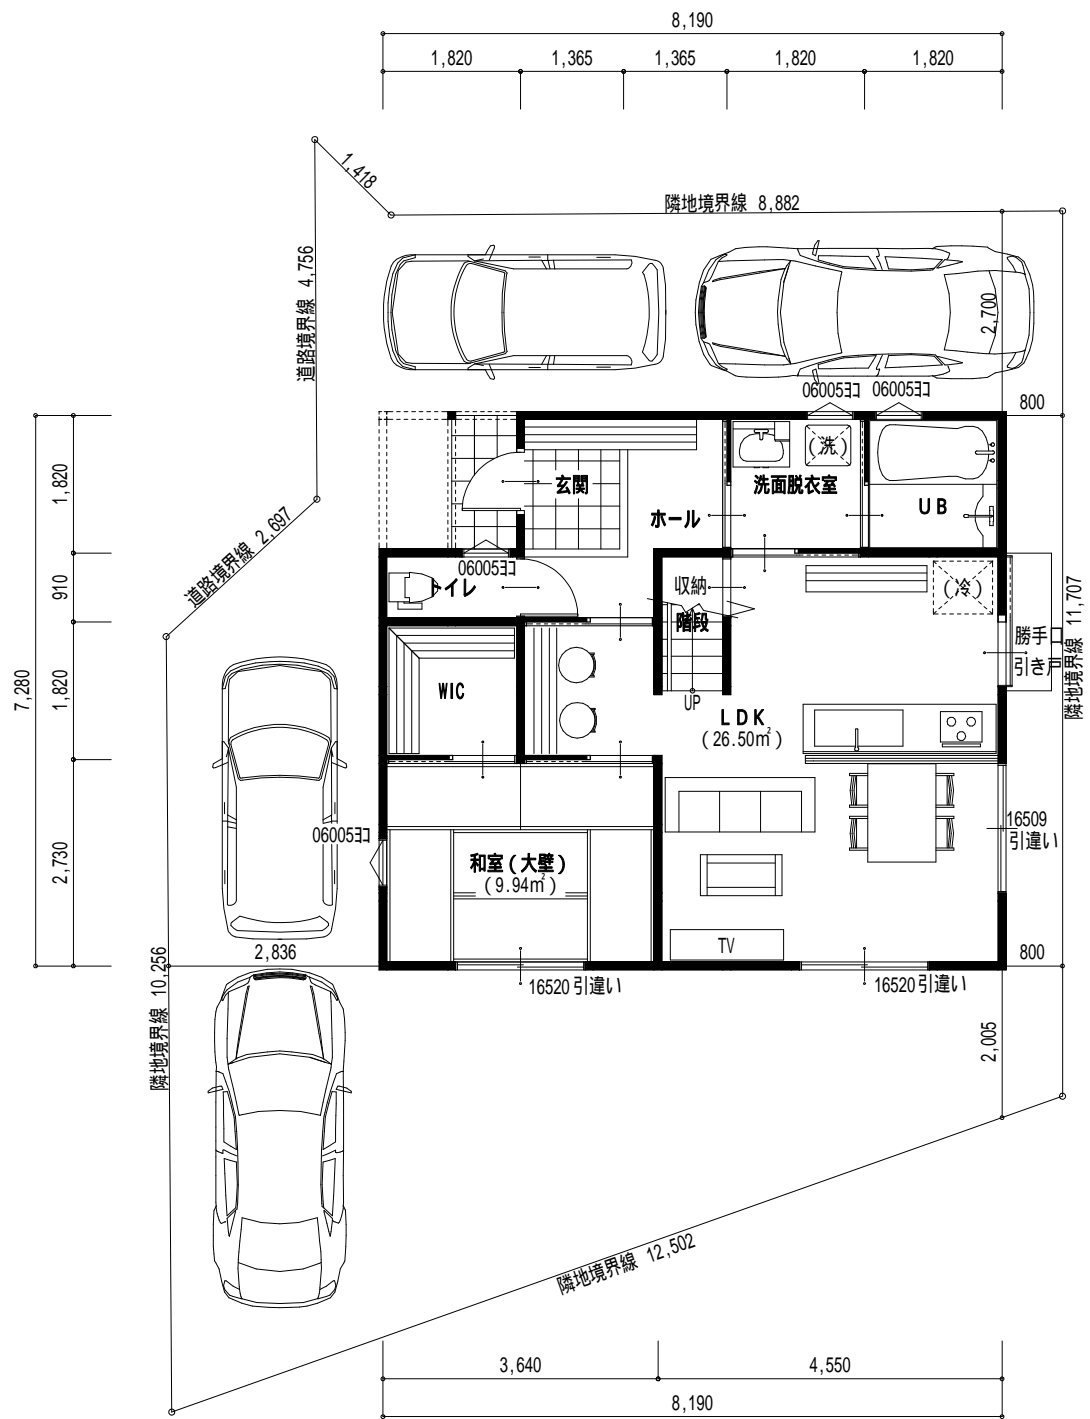 8,190
1,820
1,365
1,365
1,820
1,820
1,418
隣地境界線 8,882
道路境界線 4,756
2,700
06005ヨコ
06005ヨコ
800
1,820
910
1,820
2,730
7,280
玄関
ホール
(洗)
洗面脱衣室
UB
道路境界線 2,697
06005ヨコ
トイレ
収納
階段
UP
(冷)
勝手口
引き戸
隣地境界線 11,707
WIC
LDK
(26.50㎡)
16509
引違い
06005ヨコ
和室(大壁)
(9.94㎡)
TV
2,836
800
16520 引違い
16520 引違い
隣地境界線 10,256
2,005
隣地境界線 12,502
3,640
4,550
8,190